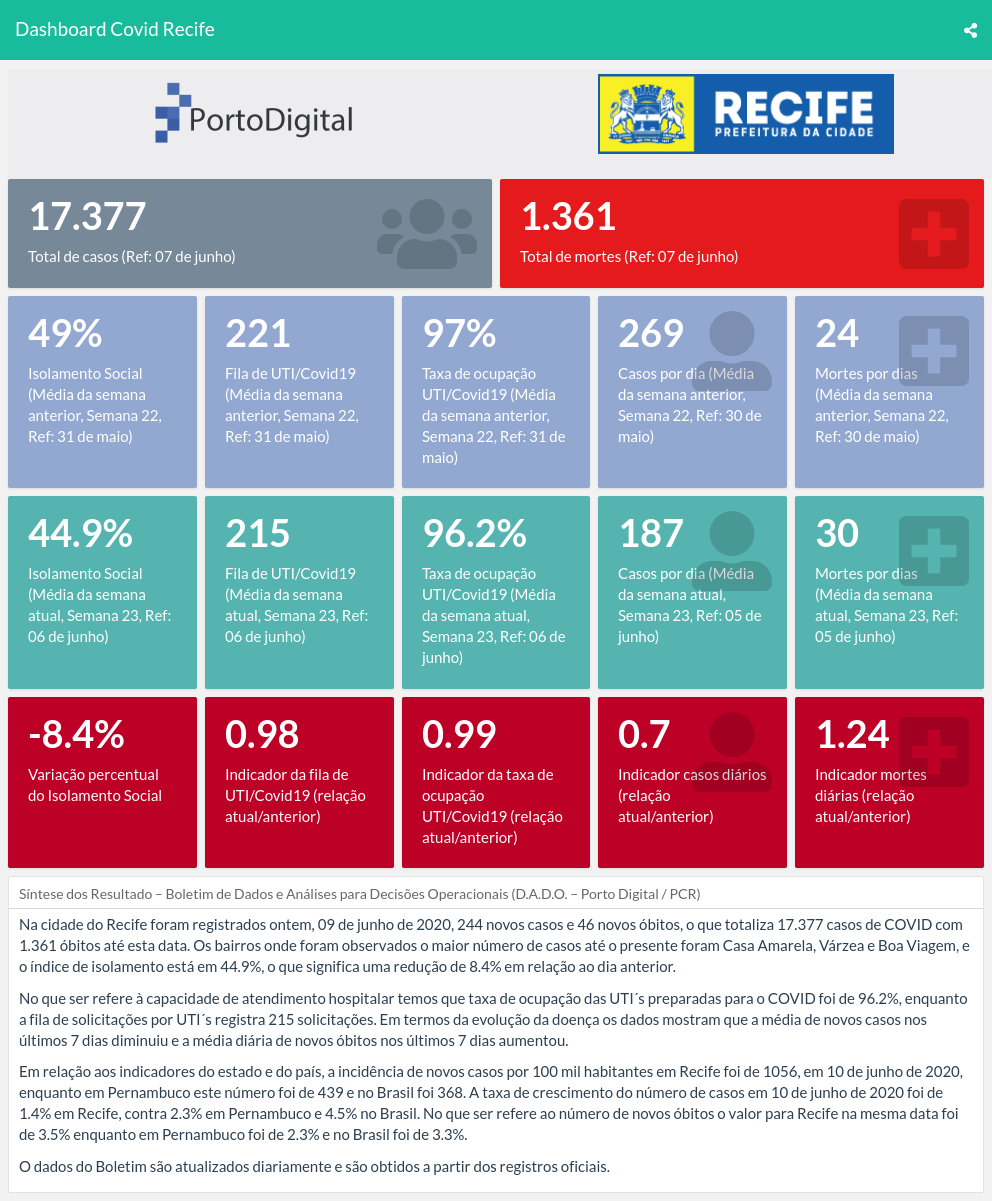 Dashboard Covid Recife
PortoDigital
RECIFE
PREFEITURA DA CIDADE
17.377
Total de casos (Ref: 07 de junho)
1.361
Total de mortes (Ref: 07 de junho)
49%
Isolamento Social
(Média da semana
anterior, Semana 22,
Ref: 31 de maio)
221
Fila de UTI/Covid19
(Média da semana
anterior, Semana 22,
Ref: 31 de maio)
97%
Taxa de ocupação
UTI/Covid19 (Média
da semana anterior,
Semana 22, Ref: 31 de
maio)
269
Casos por dia (Média
da semana anterior,
Semana 22, Ref: 30 de
maio)
24
Mortes por dias
(Média da semana
anterior, Semana 22,
Ref: 30 de maio)
44.9%
Isolamento Social
(Média da semana
atual, Semana 23, Ref:
06 de junho)
215
Fila de UTI/Covid19
(Média da semana
atual, Semana 23, Ref:
06 de junho)
96.2%
Taxa de ocupação
UTI/Covid19 (Média
da semana atual,
Semana 23, Ref: 06 de
junho)
187
Casos por dia (Média
da semana atual,
Semana 23, Ref: 05 de
junho)
30
Mortes por dias
(Média da semana
atual, Semana 23, Ref:
05 de junho)
-8.4%
Variação percentual
do Isolamento Social
0.98
Indicador da fila de
UTI/Covid19 (relação
atual/anterior)
0.99
Indicador da taxa de
ocupação
UTI/Covid19 (relação
atual/anterior)
0.7
Indicador casos diários
(relação
atual/anterior)
1.24
Indicador mortes
diárias (relação
atual/anterior)
Síntese dos Resultado – Boletim de Dados e Análises para Decisões Operacionais (D.A.D.O. – Porto Digital / PCR)
Na cidade do Recife foram registrados ontem, 09 de junho de 2020, 244 novos casos e 46 novos óbitos, o que totaliza 17.377 casos de COVID com
1.361 óbitos até esta data. Os bairros onde foram observados o maior número de casos até o presente foram Casa Amarela, Várzea e Boa Viagem, e
o índice de isolamento está em 44.9%, o que significa uma redução de 8.4% em relação ao dia anterior.
No que ser refere à capacidade de atendimento hospitalar temos que taxa de ocupação das UTI´s preparadas para o COVID foi de 96.2%, enquanto
a fila de solicitações por UTI´s registra 215 solicitações. Em termos da evolução da doença os dados mostram que a média de novos casos nos
últimos 7 dias diminuiu e a média diária de novos óbitos nos últimos 7 dias aumentou.
Em relação aos indicadores do estado e do país, a incidência de novos casos por 100 mil habitantes em Recife foi de 1056, em 10 de junho de 2020,
enquanto em Pernambuco este número foi de 439 e no Brasil foi 368. A taxa de crescimento do número de casos em 10 de junho de 2020 foi de
1.4% em Recife, contra 2.3% em Pernambuco e 4.5% no Brasil. No que ser refere ao número de novos óbitos o valor para Recife na mesma data foi
de 3.5% enquanto em Pernambuco foi de 2.3% e no Brasil foi de 3.3%.
O dados do Boletim são atualizados diariamente e são obtidos a partir dos registros oficiais.